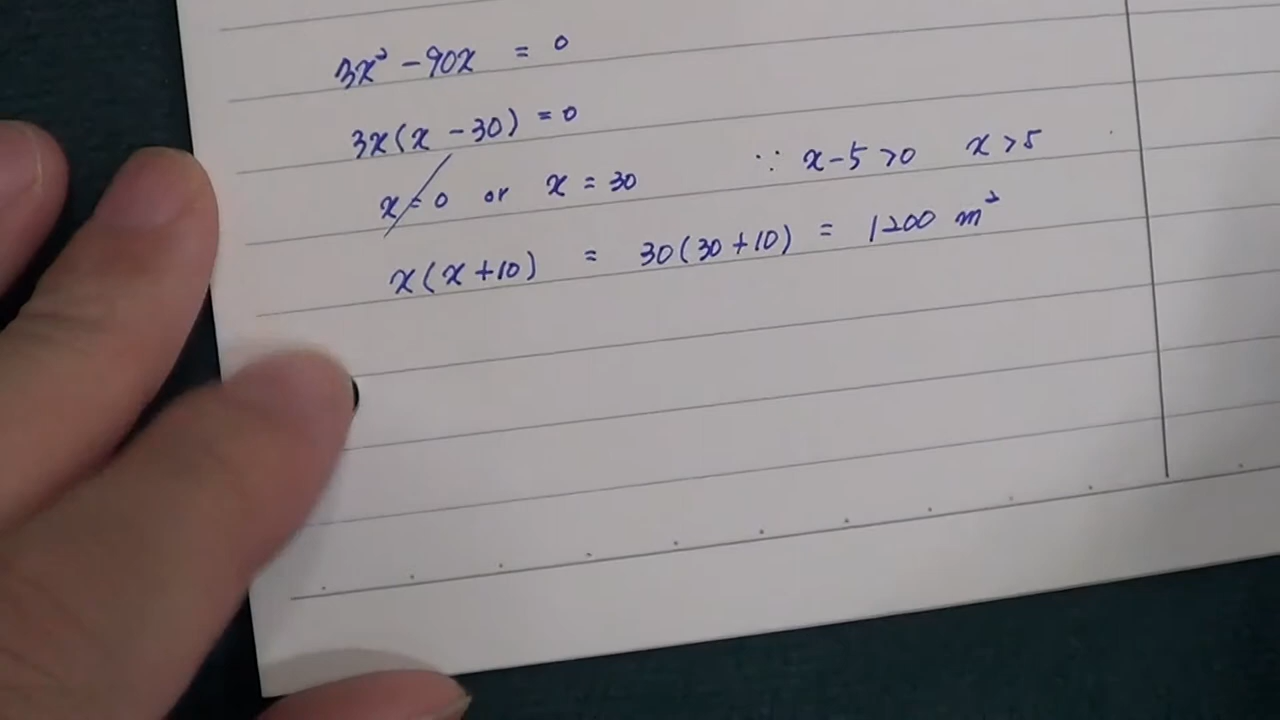 3x² - 90x = 0
3x(x - 30) = 0
x = 0 or x = 30 ∵ x - 5 > 0 x > 5
x(x + 10) = 30(30 + 10) = 1200 m²